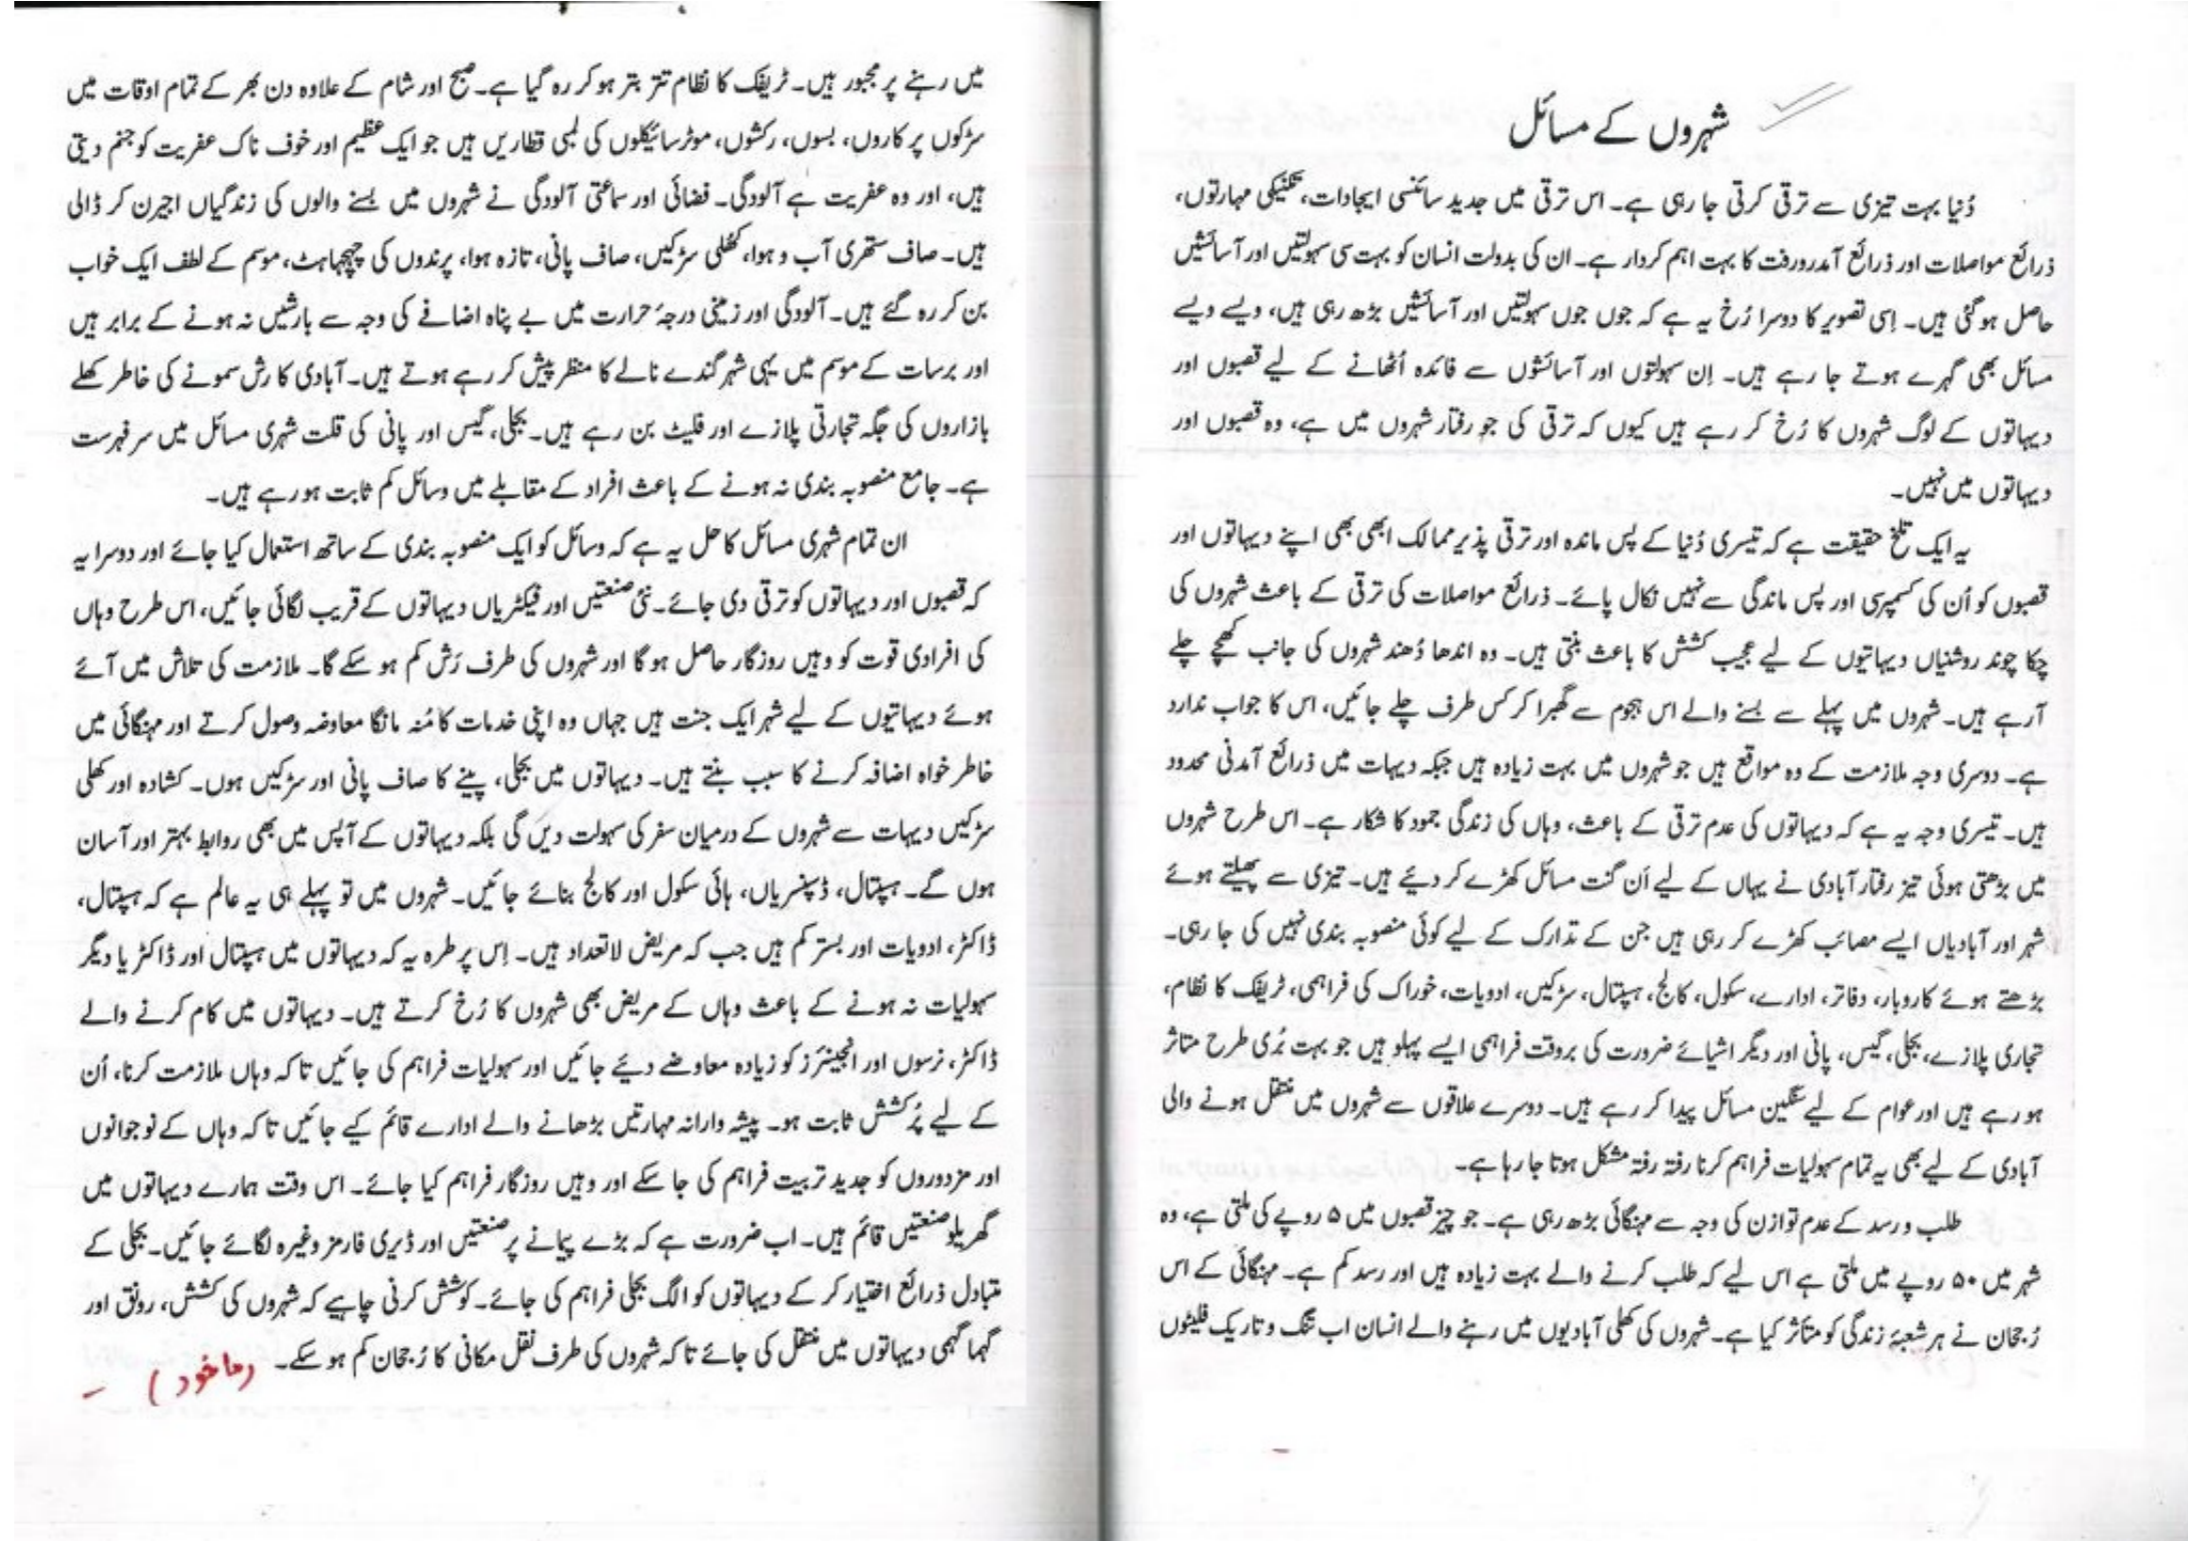 شہروں کے مسائل
دُنیا بہت تیزی سے ترقی کرتی جا رہی ہے۔ اس ترقی میں جدید سائنسی ایجادات، تکنیکی مہارتوں،
ذرائع مواصلات اور ذرائع آمدورفت کا بہت اہم کردار ہے۔ ان کی بدولت انسان کو بہت سی سہولتیں اور آسائشیں
حاصل ہو گئی ہیں۔ اِسی تصویر کا دوسرا رُخ یہ ہے کہ جوں جوں سہولتیں اور آسائشیں بڑھ رہی ہیں، ویسے ویسے
مسائل بھی گہرے ہوتے جا رہے ہیں۔ اِن سہولتوں اور آسائشوں سے فائدہ اُٹھانے کے لیے قصبوں اور
دیہاتوں کے لوگ شہروں کا رُخ کر رہے ہیں کیوں کہ ترقی کی جو رفتار شہروں میں ہے، وہ قصبوں اور
دیہاتوں میں نہیں۔
یہ ایک تلخ حقیقت ہے کہ تیسری دُنیا کے پس ماندہ اور ترقی پذیر ممالک ابھی بھی اپنے دیہاتوں اور
قصبوں کو اُن کی کسمپرسی اور پس ماندگی سے نہیں نکال پائے۔ ذرائع مواصلات کی ترقی کے باعث شہروں کی
چکا چوند روشنیاں دیہاتیوں کے لیے عجیب کشش کا باعث بنتی ہیں۔ وہ اندھا دُھند شہروں کی جانب کھچے چلے
آرہے ہیں۔ شہروں میں پہلے سے بسنے والے اس ہجوم سے گھبرا کر کس طرف چلے جائیں، اس کا جواب ندارد
ہے۔ دوسری وجہ ملازمت کے وہ مواقع ہیں جو شہروں میں بہت زیادہ ہیں جبکہ دیہات میں ذرائع آمدنی محدود
ہیں۔ تیسری وجہ یہ ہے کہ دیہاتوں کی عدم ترقی کے باعث، وہاں کی زندگی جمود کا شکار ہے۔ اس طرح شہروں
میں بڑھتی ہوئی تیز رفتار آبادی نے یہاں کے لیے اَن گنت مسائل کھڑے کر دیئے ہیں۔ تیزی سے پھیلتے ہوئے
شہر اور آبادیاں ایسے مصائب کھڑے کر رہی ہیں جن کے تدارک کے لیے کوئی منصوبہ بندی نہیں کی جا رہی۔
بڑھتے ہوئے کاروبار، دفاتر، ادارے، سکول، کالج، ہسپتال، سڑکیں، ادویات، خوراک کی فراہمی، ٹریفک کا نظام،
تجاری پلازے، بجلی، گیس، پانی اور دیگر اشیائے ضرورت کی بروقت فراہمی ایسے پہلو ہیں جو بہت بُری طرح متاثر
ہو رہے ہیں اور عوام کے لیے سنگین مسائل پیدا کر رہے ہیں۔ دوسرے علاقوں سے شہروں میں منتقل ہونے والی
آبادی کے لیے بھی یہ تمام سہولیات فراہم کرنا رفتہ رفتہ مشکل ہوتا جا رہا ہے۔
طلب و رسد کے عدم توازن کی وجہ سے مہنگائی بڑھ رہی ہے۔ جو چیز قصبوں میں ۵ روپے کی ملتی ہے، وہ
شہر میں ۵۰ روپے میں ملتی ہے اس لیے کہ طلب کرنے والے بہت زیادہ ہیں اور رسد کم ہے۔ مہنگائی کے اس
رُجحان نے ہر شعبۂ زندگی کو متاثر کیا ہے۔ شہروں کی کھلی آبادیوں میں رہنے والے انسان اب تنگ و تاریک فلیٹوں
میں رہنے پر مجبور ہیں۔ ٹریفک کا نظام تتر بتر ہو کر رہ گیا ہے۔ صبح اور شام کے علاوہ دن بھر کے تمام اوقات میں
سڑکوں پر کاروں، بسوں، رکشوں، موٹرسائیکلوں کی لمبی قطاریں ہیں جو ایک عظیم اور خوف ناک عفریت کو جنم دیتی
ہیں، اور وہ عفریت ہے آلودگی۔ فضائی اور سماعتی آلودگی نے شہروں میں بسنے والوں کی زندگیاں اجیرن کر ڈالی
ہیں۔ صاف ستھری آب و ہوا، کُھلی سڑکیں، صاف پانی، تازہ ہوا، پرندوں کی چہچہاہٹ، موسم کے لطف ایک خواب
بن کر رہ گئے ہیں۔ آلودگی اور زمینی درجۂ حرارت میں بے پناہ اضافے کی وجہ سے بارشیں نہ ہونے کے برابر ہیں
اور برسات کے موسم میں یہی شہر گندے نالے کا منظر پیش کر رہے ہوتے ہیں۔ آبادی کا رش سمونے کی خاطر کھلے
بازاروں کی جگہ تجارتی پلازے اور فلیٹ بن رہے ہیں۔ بجلی، گیس اور پانی کی قلت شہری مسائل میں سرفہرست
ہے۔ جامع منصوبہ بندی نہ ہونے کے باعث افراد کے مقابلے میں وسائل کم ثابت ہو رہے ہیں۔
ان تمام شہری مسائل کا حل یہ ہے کہ وسائل کو ایک منصوبہ بندی کے ساتھ استعمال کیا جائے اور دوسرا یہ
کہ قصبوں اور دیہاتوں کو ترقی دی جائے۔ نئی صنعتیں اور فیکٹریاں دیہاتوں کے قریب لگائی جائیں، اس طرح وہاں
کی افرادی قوت کو وہیں روزگار حاصل ہو گا اور شہروں کی طرف رَش کم ہو سکے گا۔ ملازمت کی تلاش میں آئے
ہوئے دیہاتیوں کے لیے شہر ایک جنت ہیں جہاں وہ اپنی خدمات کا مُنہ مانگا معاوضہ وصول کرتے اور مہنگائی میں
خاطر خواہ اضافہ کرنے کا سبب بنتے ہیں۔ دیہاتوں میں بجلی، پینے کا صاف پانی اور سڑکیں ہوں۔ کشادہ اور کھلی
سڑکیں دیہات سے شہروں کے درمیان سفر کی سہولت دیں گی بلکہ دیہاتوں کے آپس میں بھی روابط بہتر اور آسان
ہوں گے۔ ہسپتال، ڈسپنسریاں، ہائی سکول اور کالج بنائے جائیں۔ شہروں میں تو پہلے ہی یہ عالم ہے کہ ہسپتال،
ڈاکٹر، ادویات اور بستر کم ہیں جب کہ مریض لاتعداد ہیں۔ اِس پر طرہ یہ کہ دیہاتوں میں ہسپتال اور ڈاکٹر یا دیگر
سہولیات نہ ہونے کے باعث وہاں کے مریض بھی شہروں کا رُخ کرتے ہیں۔ دیہاتوں میں کام کرنے والے
ڈاکٹر، نرسوں اور انجینئرز کو زیادہ معاوضے دیئے جائیں اور سہولیات فراہم کی جائیں تاکہ وہاں ملازمت کرنا، اُن
کے لیے پُرکشش ثابت ہو۔ پیشہ وارانہ مہارتیں بڑھانے والے ادارے قائم کیے جائیں تاکہ وہاں کے نوجوانوں
اور مزدوروں کو جدید تربیت فراہم کی جا سکے اور وہیں روزگار فراہم کیا جائے۔ اس وقت ہمارے دیہاتوں میں
گھریلو صنعتیں قائم ہیں۔ اب ضرورت ہے کہ بڑے پیمانے پر صنعتیں اور ڈیری فارمز وغیرہ لگائے جائیں۔ بجلی کے
متبادل ذرائع اختیار کر کے دیہاتوں کو الگ بجلی فراہم کی جائے۔ کوشش کرنی چاہیے کہ شہروں کی کشش، رونق اور
گہما گہمی دیہاتوں میں منتقل کی جائے تاکہ شہروں کی طرف نقل مکانی کا رُجحان کم ہو سکے۔ (ماخوذ)